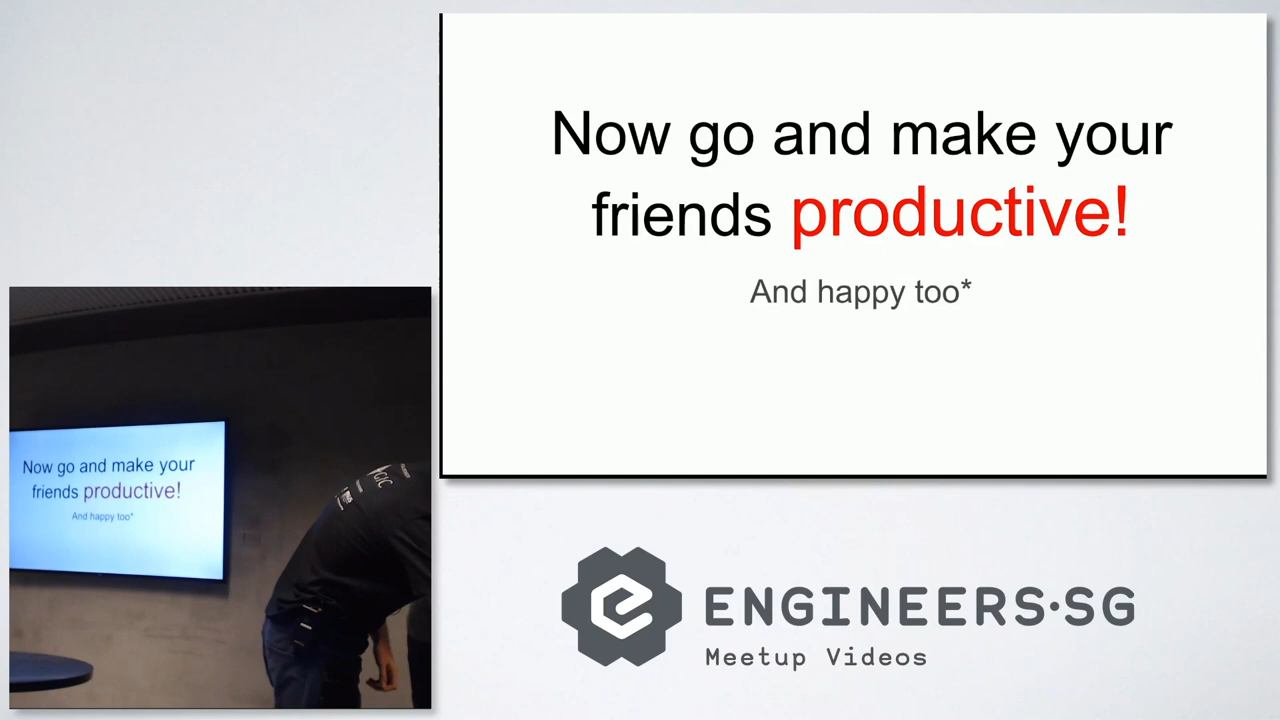 Now go and make your
friends productive!
And happy too*
Now go and make your
friends productive!
And happy too*
ENGINEERS·SG
Meetup Videos